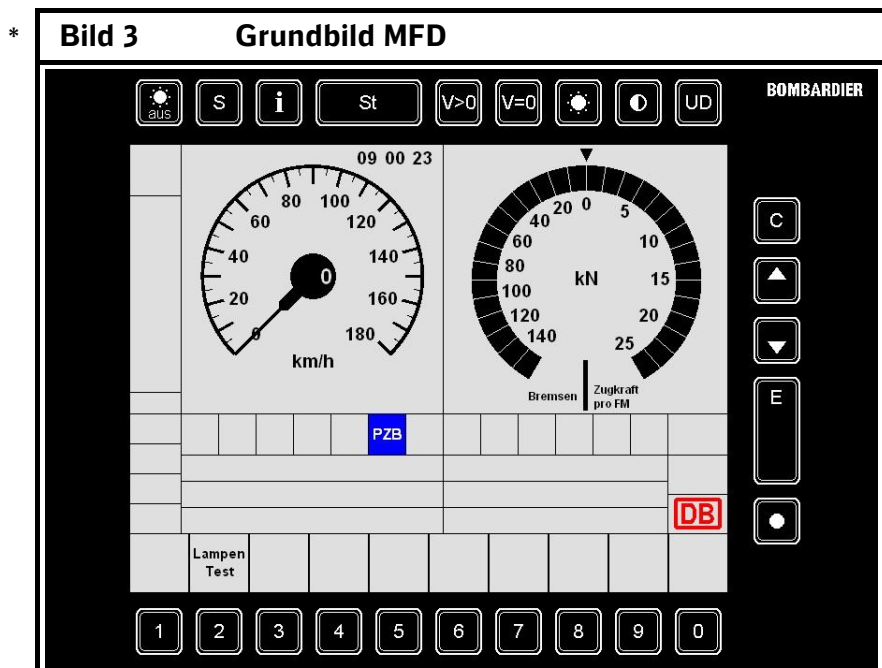 * Bild 3 Grundbild MFD
aus S i St V>0 V=0 UD BOMBARDIER
09 00 23
0 20 40 60 80 100 120 140 160 180
0
km/h
140 120 100 80 60 40 20 0 5 10 15 20 25
kN
Bremsen
Zugkraft
pro FM
C
E
PZB
DB
Lampen
Test
1 2 3 4 5 6 7 8 9 0